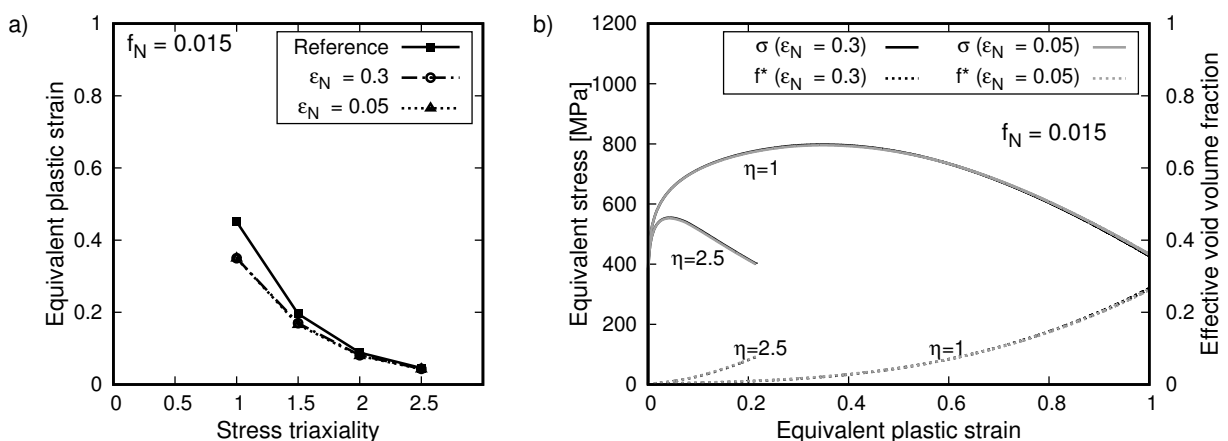 a)
f_N = 0.015
Reference
ε_N = 0.3
ε_N = 0.05
Equivalent plastic strain
1
0.8
0.6
0.4
0.2
0
0 0.5 1 1.5 2 2.5
Stress triaxiality
b)
σ (ε_N = 0.3) σ (ε_N = 0.05)
f* (ε_N = 0.3) f* (ε_N = 0.05)
f_N = 0.015
η=1
η=2.5
η=2.5
η=1
Equivalent stress [MPa]
1200
1000
800
600
400
200
0
0 0.2 0.4 0.6 0.8 1
Equivalent plastic strain
1
0.8
0.6
0.4
0.2
0
Effective void volume fraction